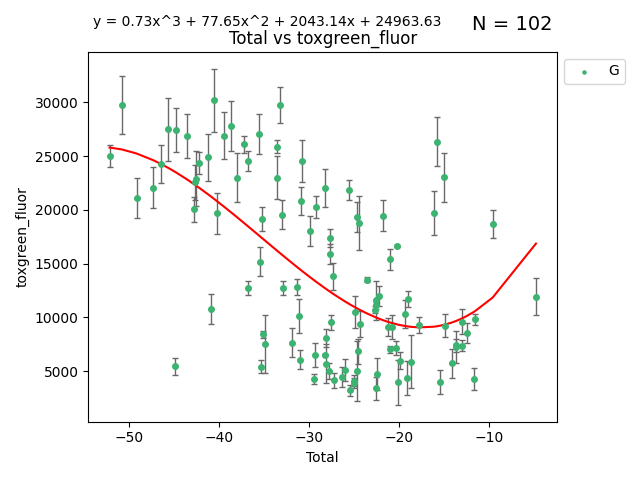 y = 0.73x^3 + 77.65x^2 + 2043.14x + 24963.63
N = 102
Total vs toxgreen_fluor
G
toxgreen_fluor
30000
25000
20000
15000
10000
5000
−50
−40
−30
−20
−10
Total